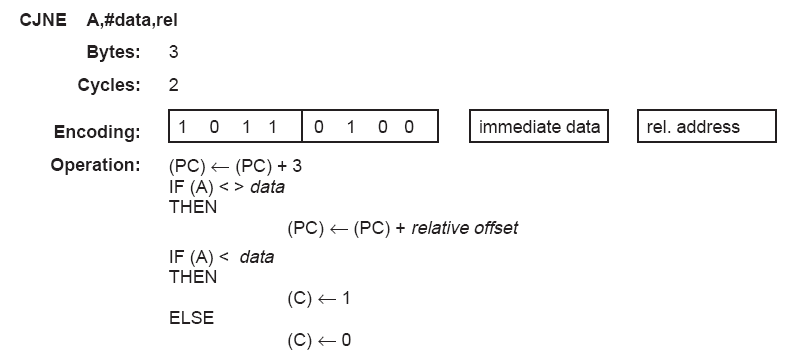 CJNE A,#data,rel
Bytes: 3
Cycles: 2
Encoding: 1 0 1 1 0 1 0 0 immediate data rel. address
Operation: (PC) ← (PC) + 3
IF (A) < > data
THEN
(PC) ← (PC) + relative offset
IF (A) < data
THEN
(C) ← 1
ELSE
(C) ← 0